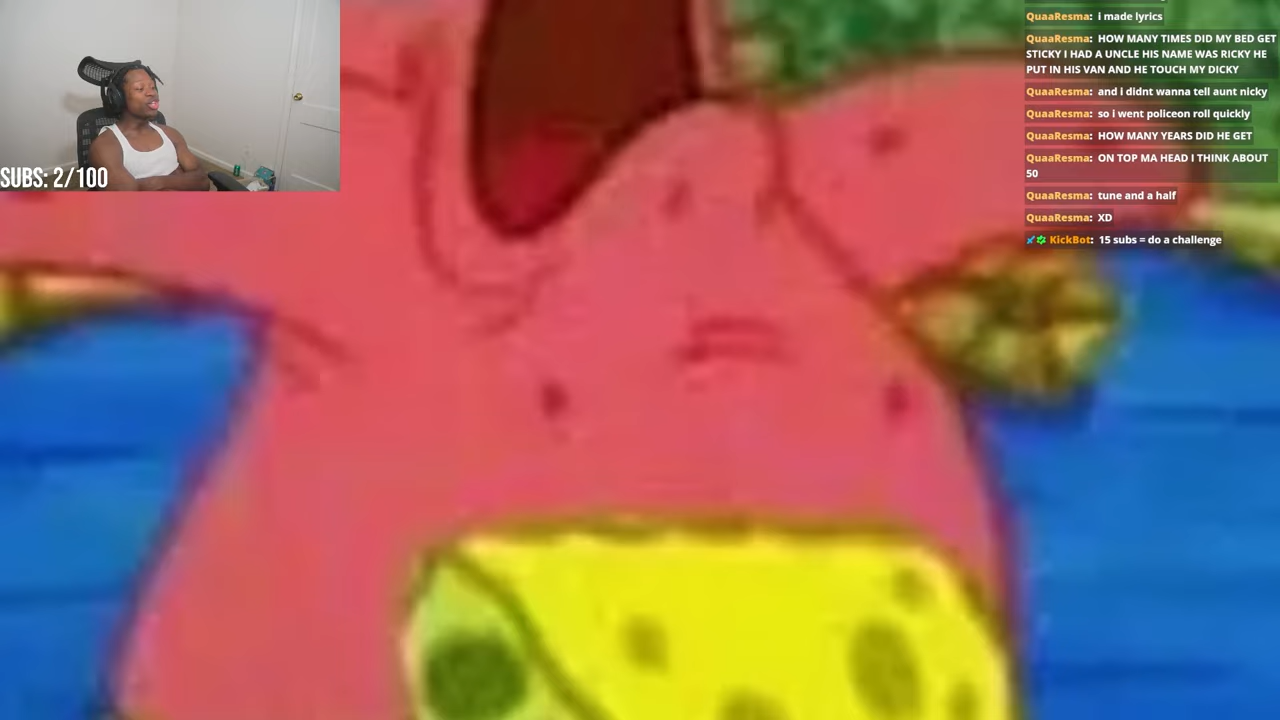 QuaaResma: i made lyrics
QuaaResma: HOW MANY TIMES DID MY BED GET
STICKY I HAD A UNCLE HIS NAME WAS RICKY HE
PUT IN HIS VAN AND HE TOUCH MY DICKY
QuaaResma: and i didnt wanna tell aunt nicky
QuaaResma: so i went policeon roll quickly
QuaaResma: HOW MANY YEARS DID HE GET
QuaaResma: ON TOP MA HEAD I THINK ABOUT
50
QuaaResma: tune and a half
QuaaResma: XD
KickBot: 15 subs = do a challenge
SUBS: 2/100